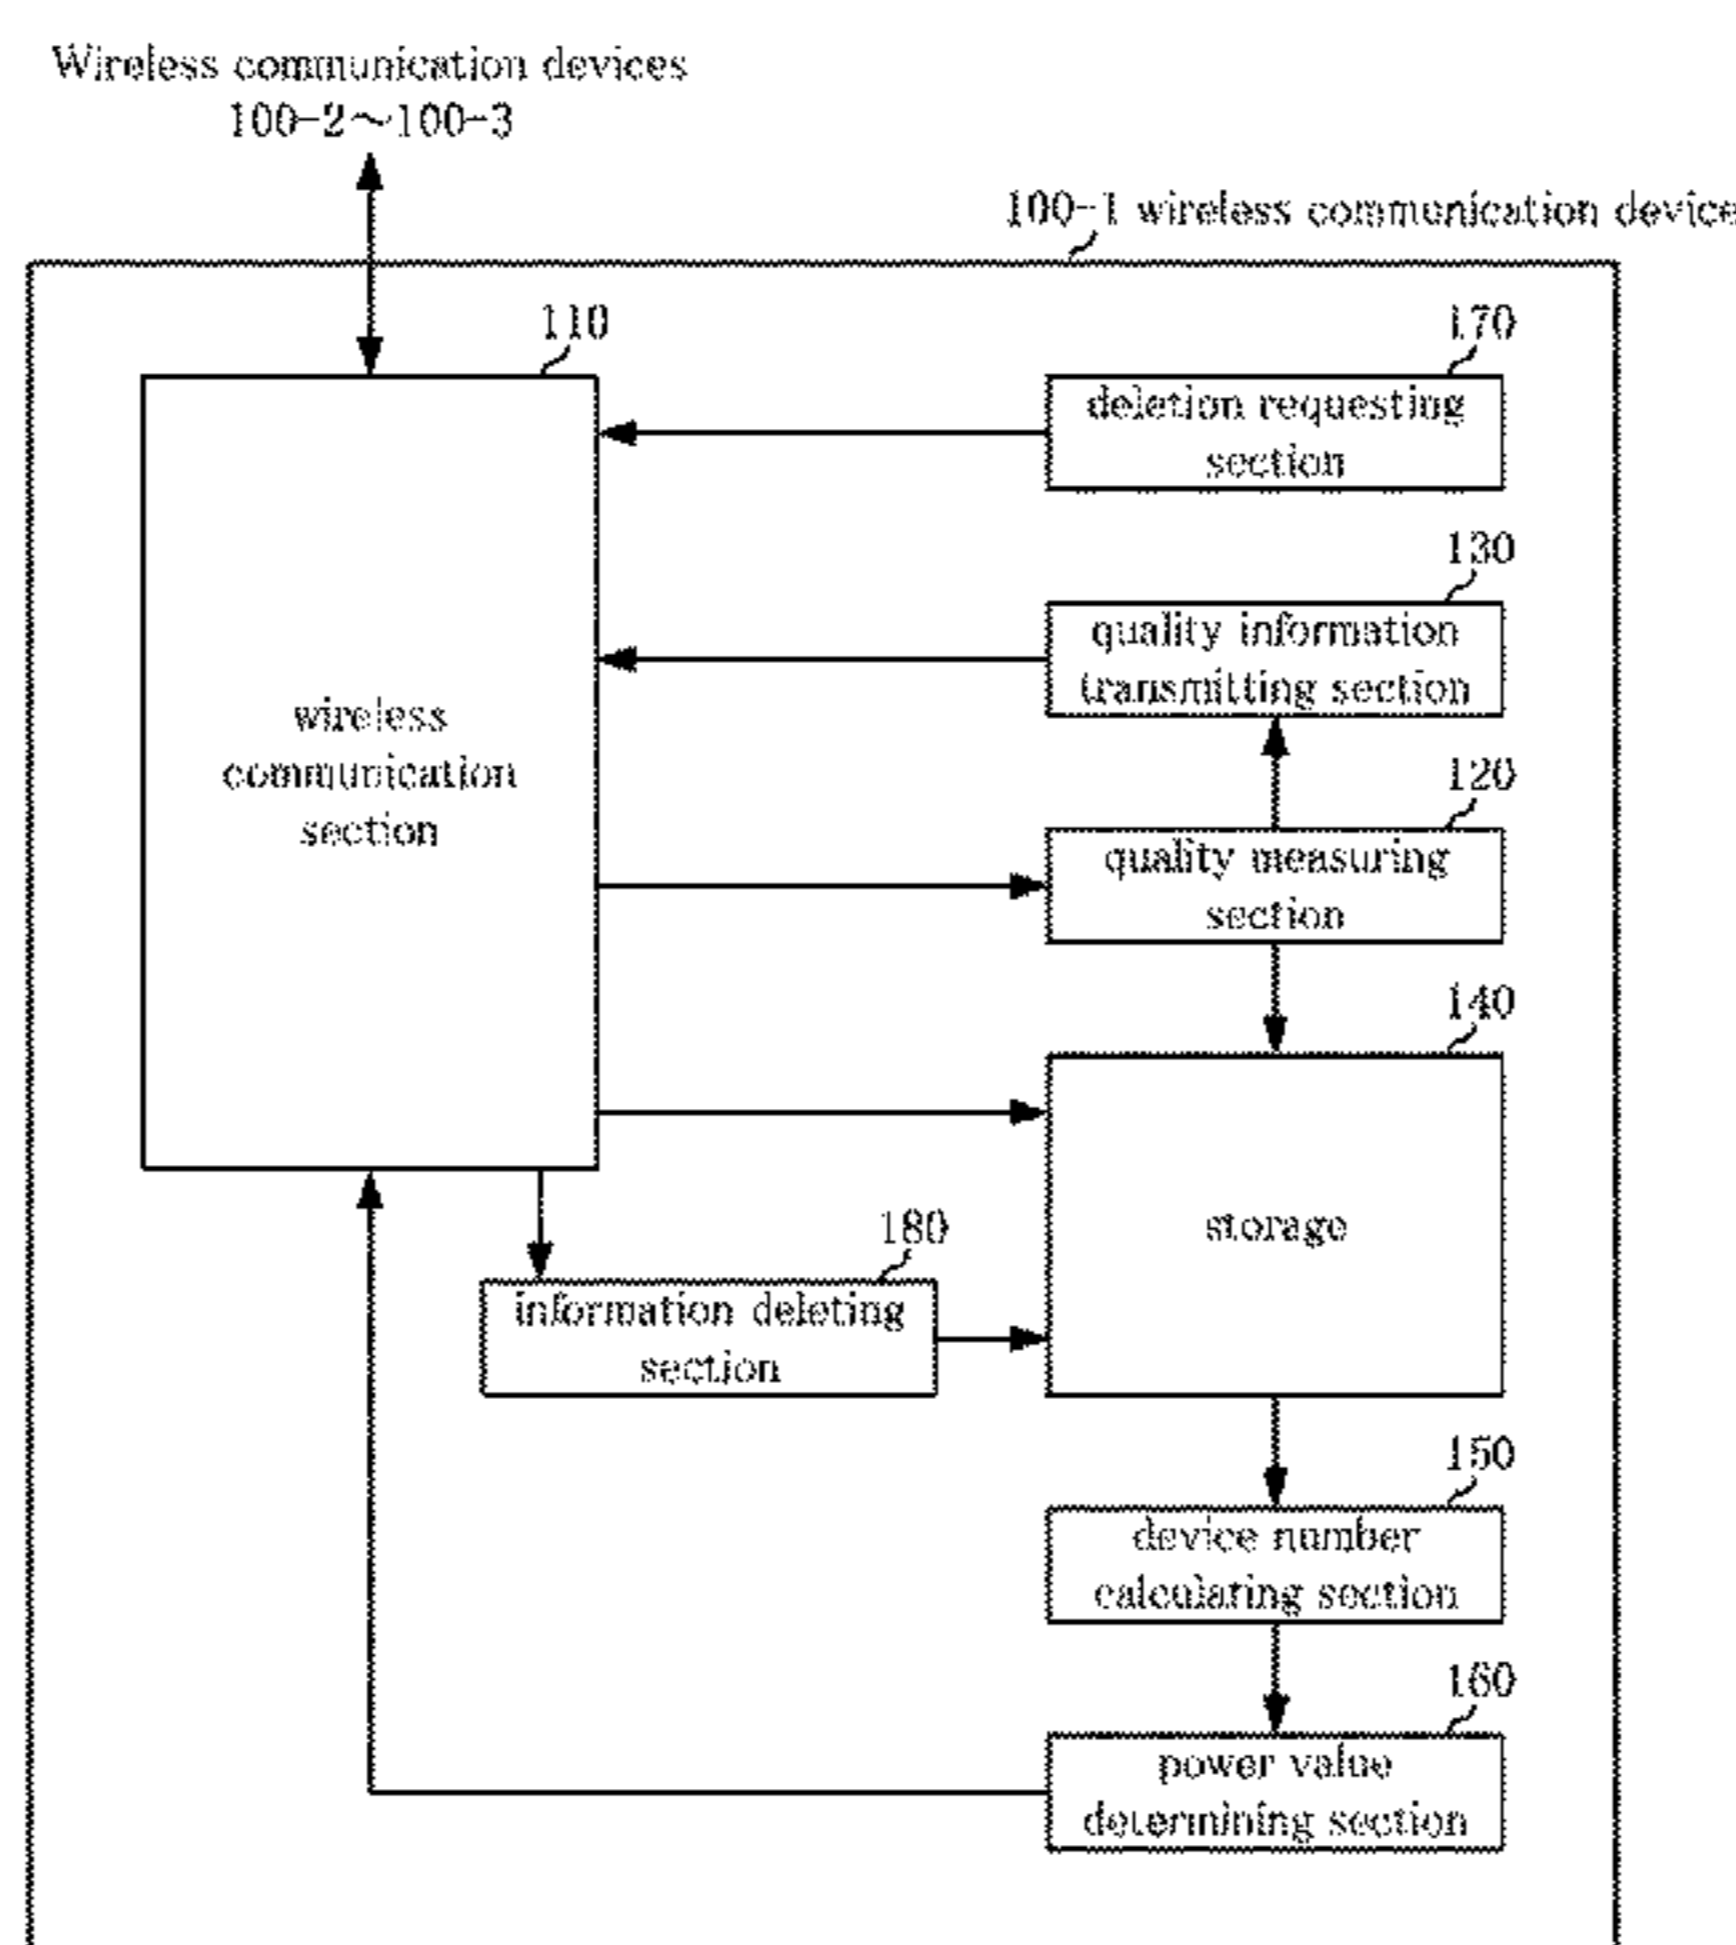 Wireless communication devices
100-2～100-3
100-1 wireless communication device
110
170
deletion requesting
section
130
quality information
transmitting section
wireless
communication
section
120
quality measuring
section
140
storage
180
information deleting
section
150
device number
calculating section
160
power value
determining section